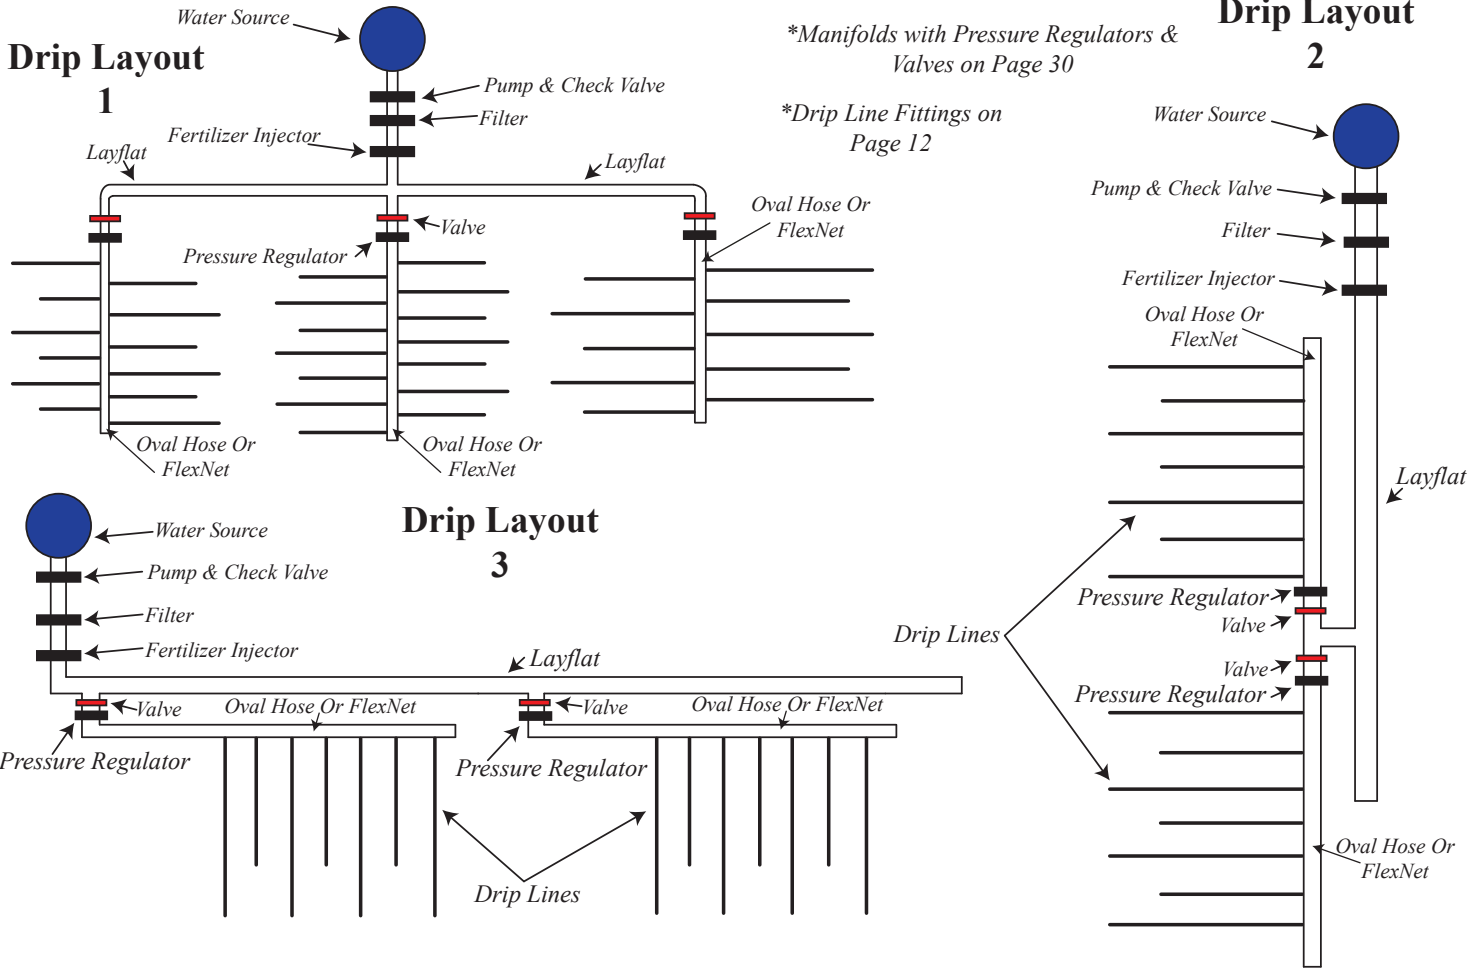 Drip Layout
1
Water Source
Pump & Check Valve
Filter
Fertilizer Injector
Layflat
Layflat
Oval Hose Or
FlexNet
Valve
Pressure Regulator
Oval Hose Or
FlexNet
Oval Hose Or
FlexNet
*Manifolds with Pressure Regulators &
Valves on Page 30
*Drip Line Fittings on
Page 12
Drip Layout
2
Water Source
Pump & Check Valve
Filter
Fertilizer Injector
Oval Hose Or
FlexNet
Layflat
Pressure Regulator
Valve
Drip Lines
Valve
Pressure Regulator
Oval Hose Or
FlexNet
Drip Layout
3
Water Source
Pump & Check Valve
Filter
Fertilizer Injector
Layflat
Valve
Oval Hose Or FlexNet
Valve
Oval Hose Or FlexNet
Pressure Regulator
Pressure Regulator
Drip Lines